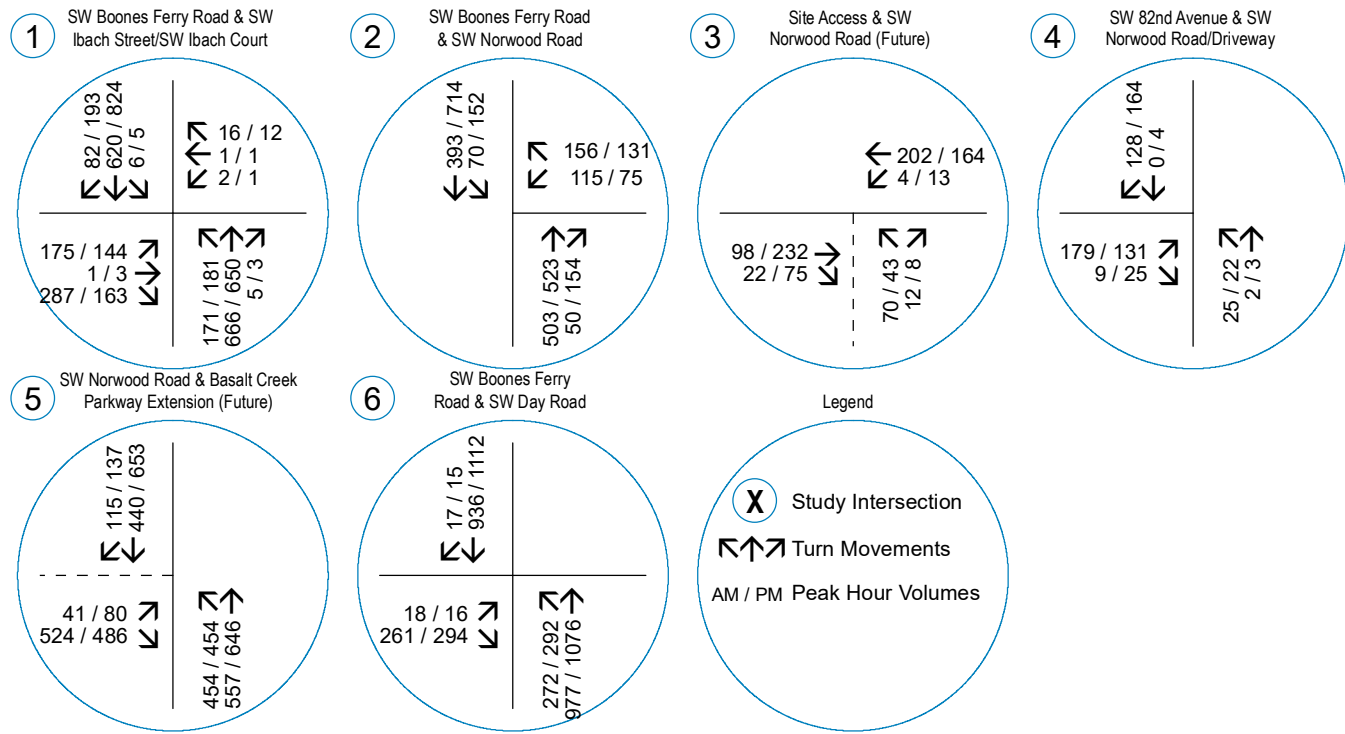 1
SW Boones Ferry Road & SW
Ibach Street/SW Ibach Court
82 / 193
620 / 824
6 / 5
16 / 12
1 / 1
2 / 1
175 / 144
1 / 3
287 / 163
171 / 181
666 / 650
5 / 3
2
SW Boones Ferry Road
& SW Norwood Road
393 / 714
70 / 152
156 / 131
115 / 75
503 / 523
50 / 154
3
Site Access & SW
Norwood Road (Future)
202 / 164
4 / 13
98 / 232
22 / 75
70 / 43
12 / 8
4
SW 82nd Avenue & SW
Norwood Road/Driveway
128 / 164
0 / 4
179 / 131
9 / 25
25 / 22
2 / 3
5
SW Norwood Road & Basalt Creek
Parkway Extension (Future)
115 / 137
440 / 653
41 / 80
524 / 486
454 / 454
557 / 646
6
SW Boones Ferry
Road & SW Day Road
17 / 15
936 / 1112
18 / 16
261 / 294
272 / 292
977 / 1076
Legend
X Study Intersection
Turn Movements
AM / PM Peak Hour Volumes